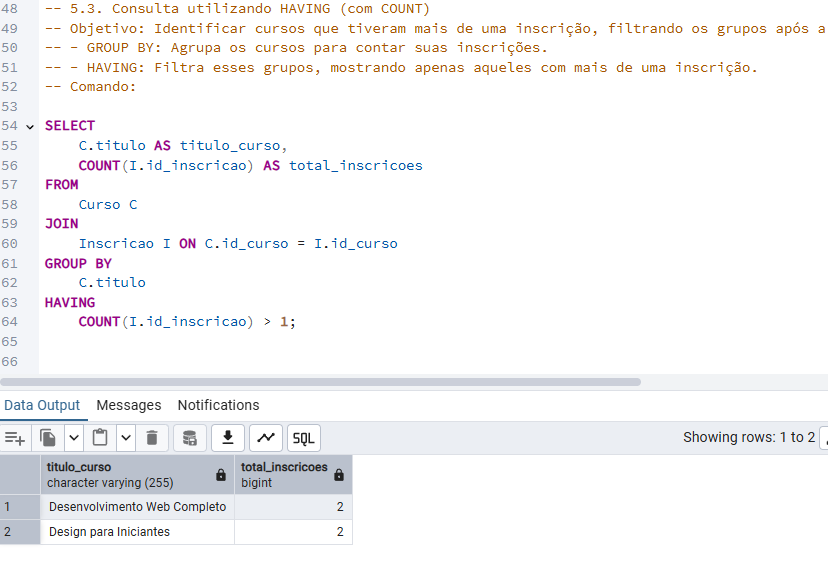 48 -- 5.3. Consulta utilizando HAVING (com COUNT)
49 -- Objetivo: Identificar cursos que tiveram mais de uma inscrição, filtrando os grupos após a
50 -- - GROUP BY: Agrupa os cursos para contar suas inscrições.
51 -- - HAVING: Filtra esses grupos, mostrando apenas aqueles com mais de uma inscrição.
52 -- Comando:
53
54 SELECT
55 C.titulo AS titulo_curso,
56 COUNT(I.id_inscricao) AS total_inscricoes
57 FROM
58 Curso C
59 JOIN
60 Inscricao I ON C.id_curso = I.id_curso
61 GROUP BY
62 C.titulo
63 HAVING
64 COUNT(I.id_inscricao) > 1;
65
66
Data Output Messages Notifications
SQL Showing rows: 1 to 2
titulo_curso total_inscricoes
character varying (255) bigint
1 Desenvolvimento Web Completo 2
2 Design para Iniciantes 2